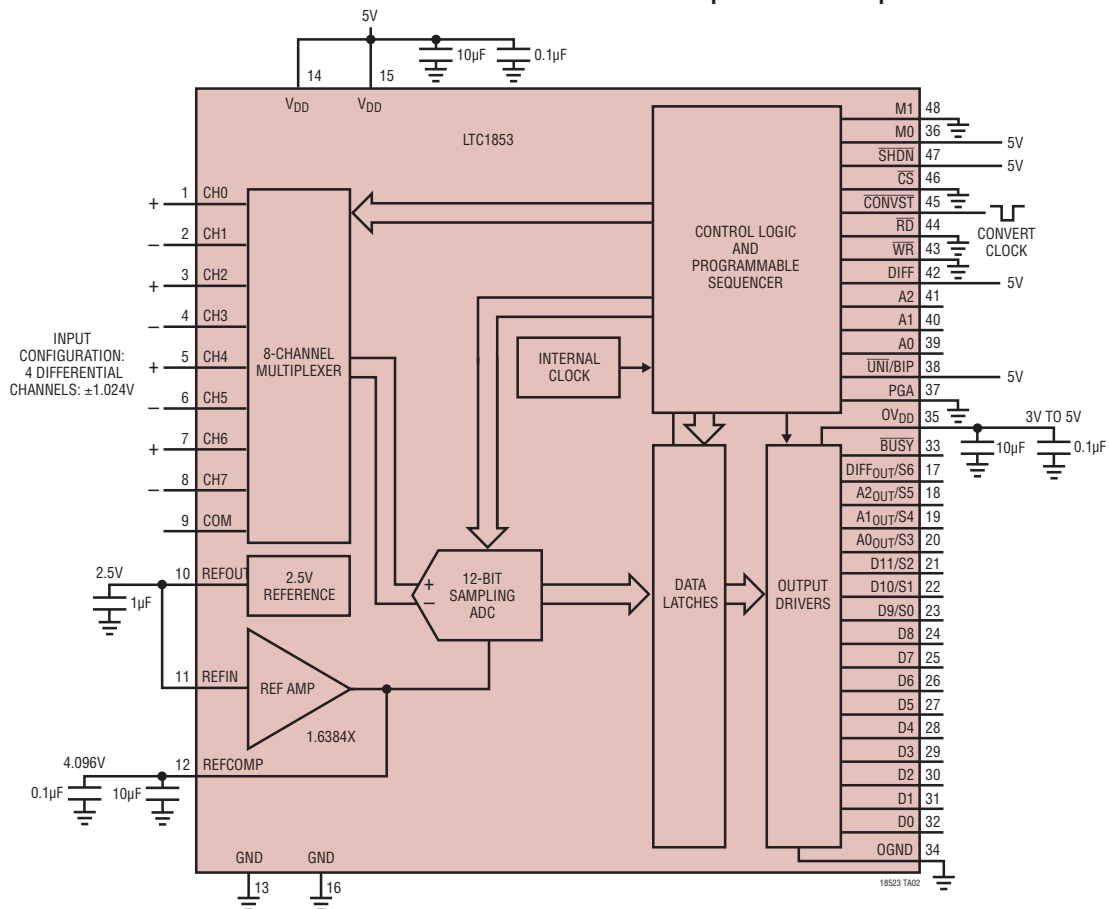 5V
10µF
0.1µF
14
15
VDD
VDD
LTC1853
1 CH0
+
2 CH1
–
3 CH2
+
4 CH3
–
5 CH4
+
6 CH5
–
7 CH6
+
8 CH7
–
9 COM
INPUT
CONFIGURATION:
4 DIFFERENTIAL
CHANNELS: ±1.024V
8-CHANNEL
MULTIPLEXER
CONTROL LOGIC
AND
PROGRAMMABLE
SEQUENCER
INTERNAL
CLOCK
M1 48
M0 36
5V
SHDN 47
5V
CS 46
CONVST 45
CONVERT
CLOCK
RD 44
WR 43
DIFF 42
5V
A2 41
A1 40
A0 39
UNI/BIP 38
5V
PGA 37
OVDD 35
3V TO 5V
10µF
0.1µF
BUSY 33
DIFFOUT/S6 17
A2OUT/S5 18
A1OUT/S4 19
A0OUT/S3 20
D11/S2 21
D10/S1 22
D9/S0 23
D8 24
D7 25
D6 26
D5 27
D4 28
D3 29
D2 30
D1 31
D0 32
OGND 34
2.5V
10 REFOUT
1µF
2.5V
REFERENCE
+
–
12-BIT
SAMPLING
ADC
DATA
LATCHES
OUTPUT
DRIVERS
11 REFIN
REF AMP
1.6384X
4.096V
12 REFCOMP
0.1µF
10µF
GND
GND
13
16
18523 TA02